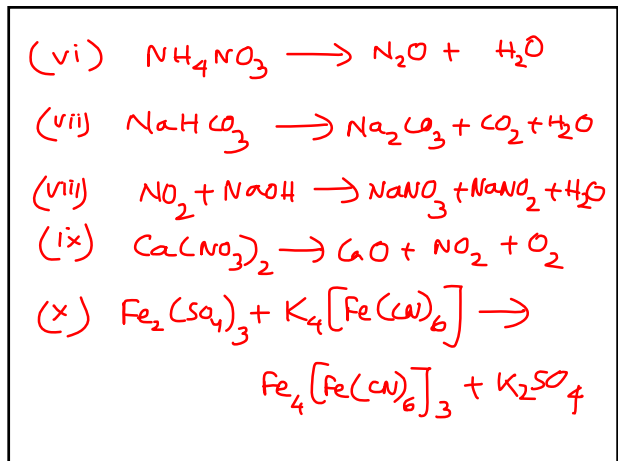 (vi) NH₄NO₃ → N₂O + H₂O
(vii) NaHCO₃ → Na₂CO₃ + CO₂ + H₂O
(viii) NO₂ + NaOH → NaNO₃ + NaNO₂ + H₂O
(ix) Ca(NO₃)₂ → CaO + NO₂ + O₂
(x) Fe₂(SO₄)₃ + K₄[Fe(CN)₆] →
Fe₄[Fe(CN)₆]₃ + K₂SO₄